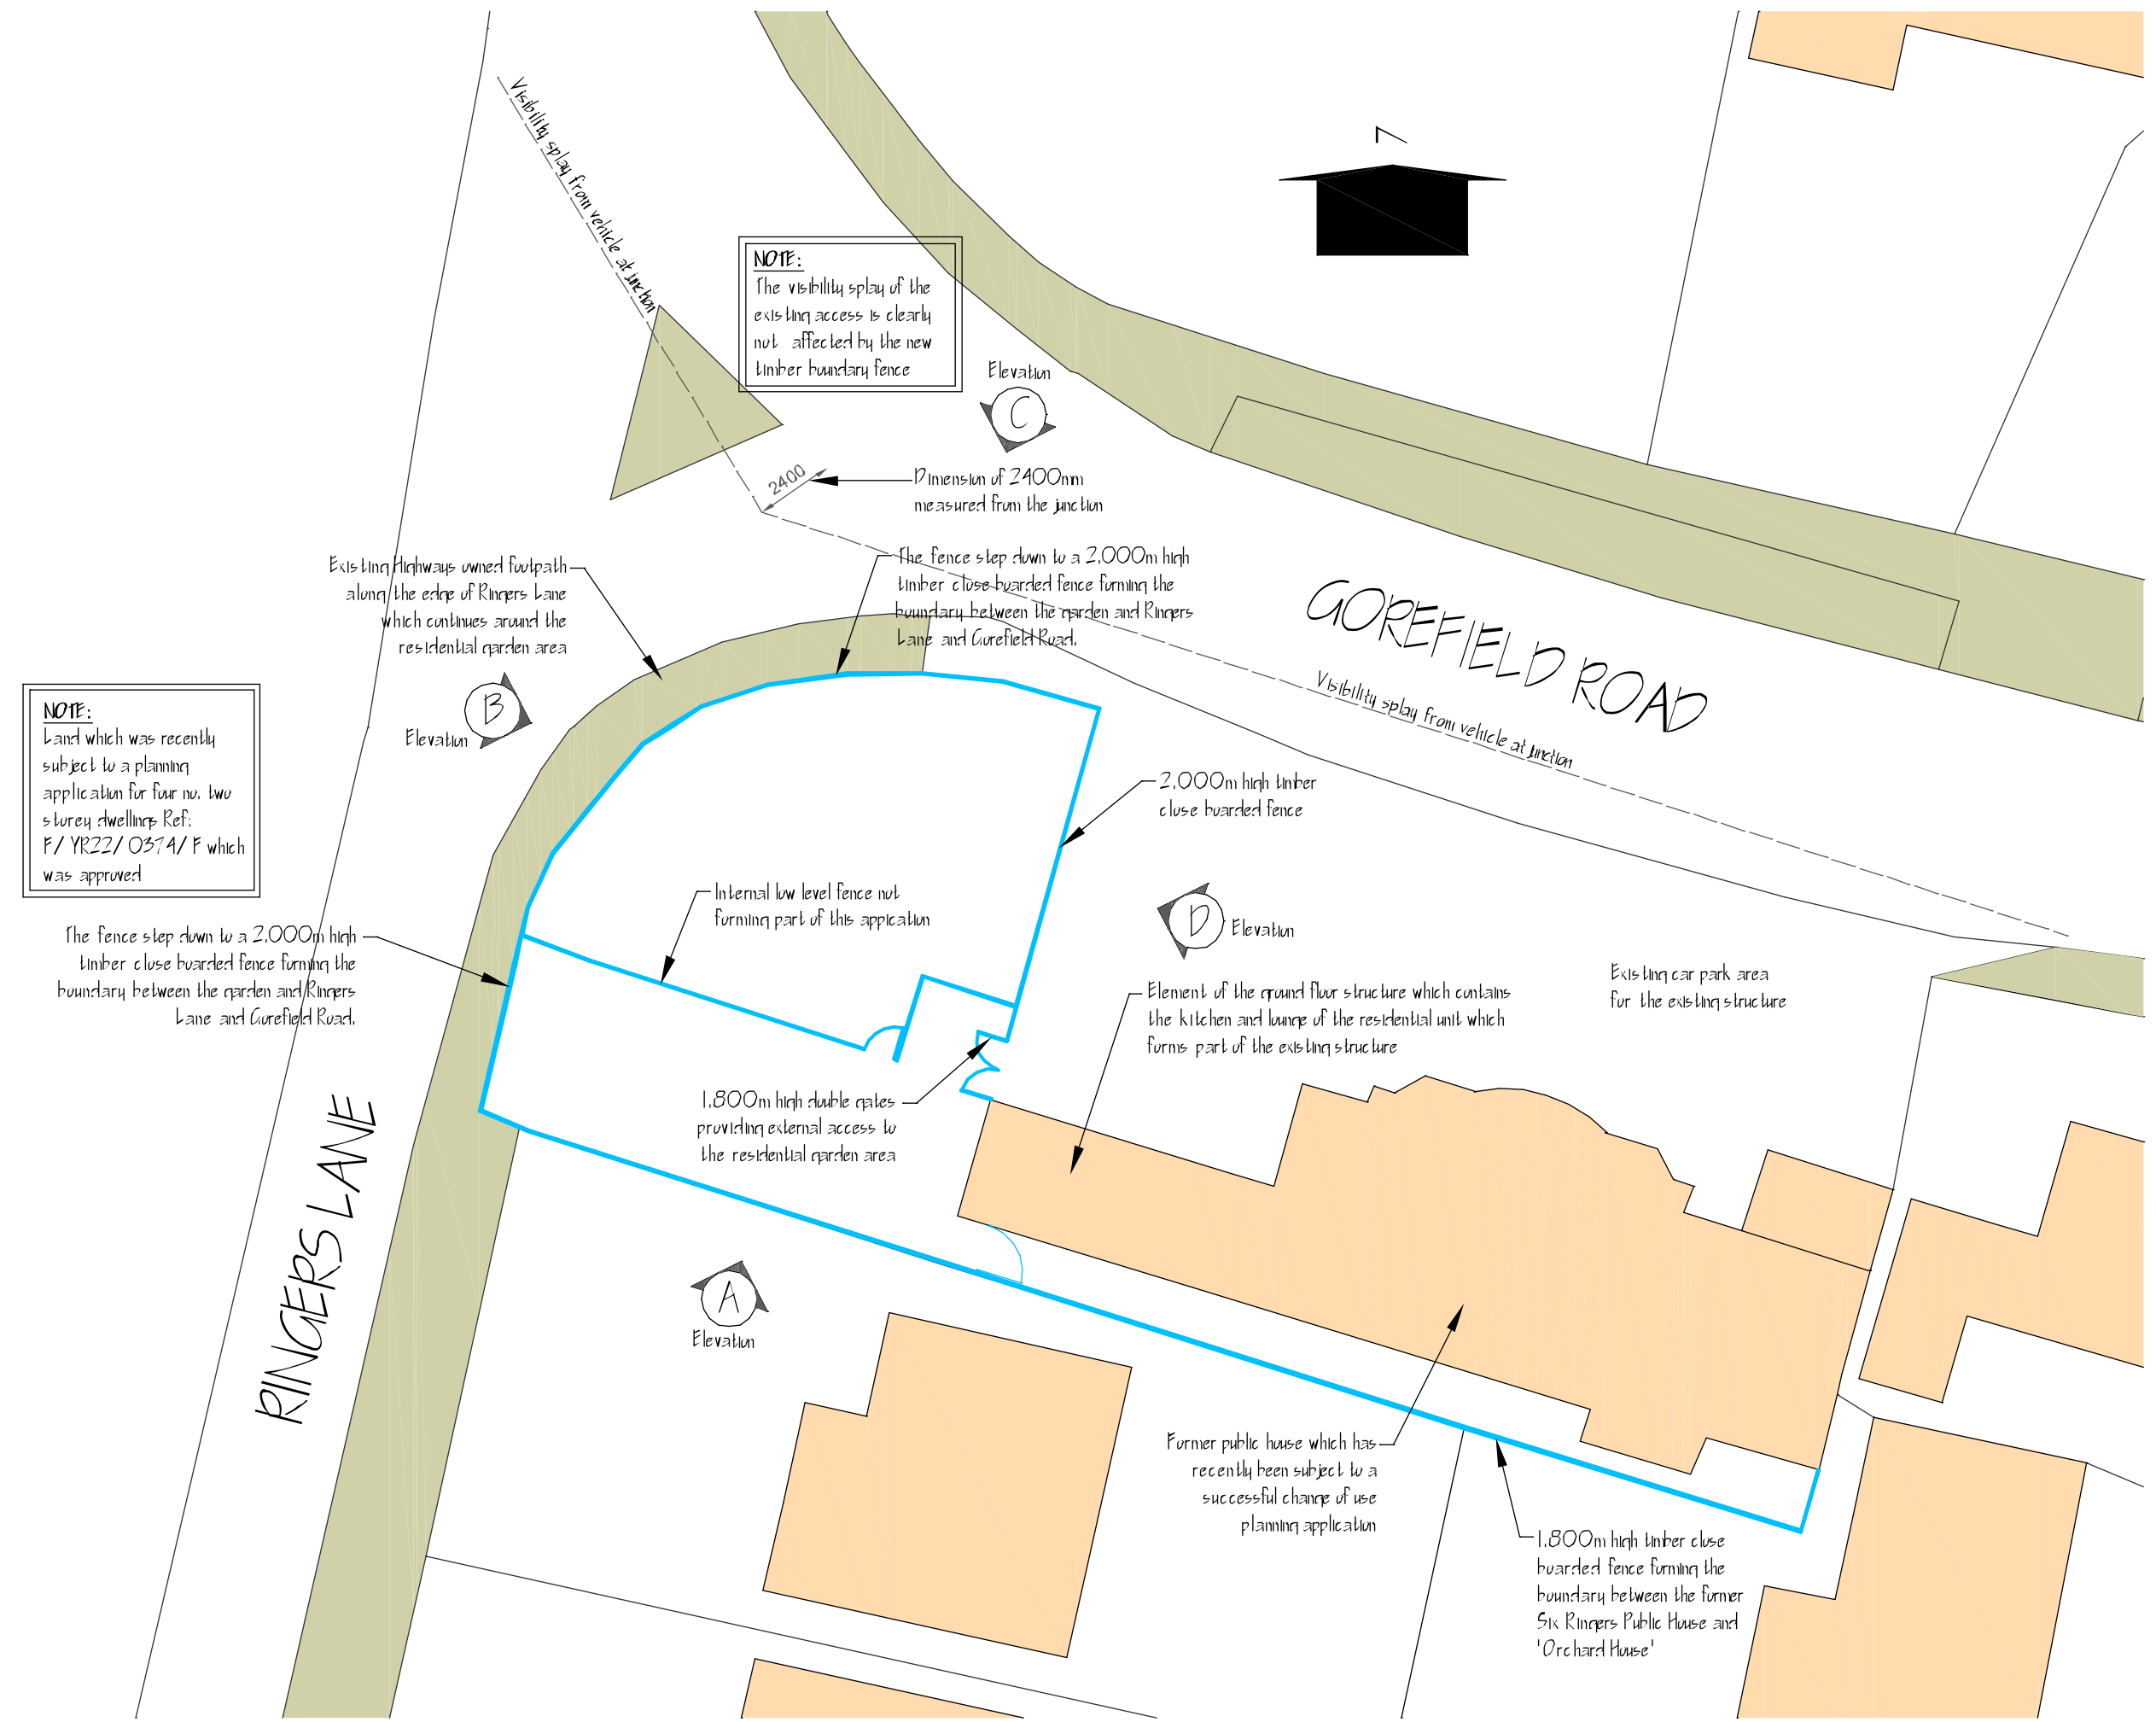 Visibility splay from vehicle at junction
NOTE:
The visibility splay of the
existing access is clearly
not affected by the new
timber boundary fence
Elevation
C
2400
Dimension of 2400mm
measured from the junction
Existing Highways owned footpath
along the edge of Ringers Lane
which continues around the
residential garden area
The fence step down to a 2.000m high
timber close boarded fence forming the
boundary between the garden and Ringers
Lane and Gorefield Road.
GOREFIELD ROAD
Visibility splay from vehicle at junction
B
Elevation
NOTE:
Land which was recently
subject to a planning
application for four no. two
storey dwellings Ref:
F/ YR22/ 0374/ F which
was approved
2.000m high timber
close boarded fence
Internal low level fence not
forming part of this appication
D
Elevation
The fence step down to a 2.000m high
timber close boarded fence forming the
boundary between the garden and Ringers
Lane and Gorefield Road.
Existing car park area
for the existing structure
Element of the ground floor structure which contains
the kitchen and lounge of the residential unit which
forms part of the existing structure
1.800m high double gates
providing external access to
the residential garden area
RINGERS LANE
A
Elevation
Former public house which has
recently been subject to a
successful change of use
planning application
1.800m high timber close
boarded fence forming the
boundary between the former
Six Ringers Public House and
'Orchard House'